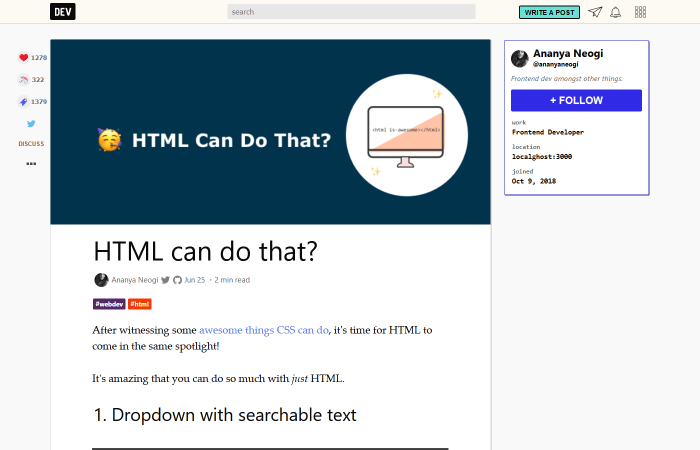 DEV
search
WRITE A POST
1278
322
1379
DISCUSS
HTML Can Do That?
<html is=awesome></html>
HTML can do that?
Ananya Neogi
Jun 25 • 2 min read
#webdev #html
After witnessing some awesome things CSS can do, it's time for HTML to
come in the same spotlight!
It's amazing that you can do so much with just HTML.
1. Dropdown with searchable text
Ananya Neogi
@ananyaneogi
Frontend dev amongst other things.
+ FOLLOW
work
Frontend Developer
location
localghost:3000
joined
Oct 9, 2018